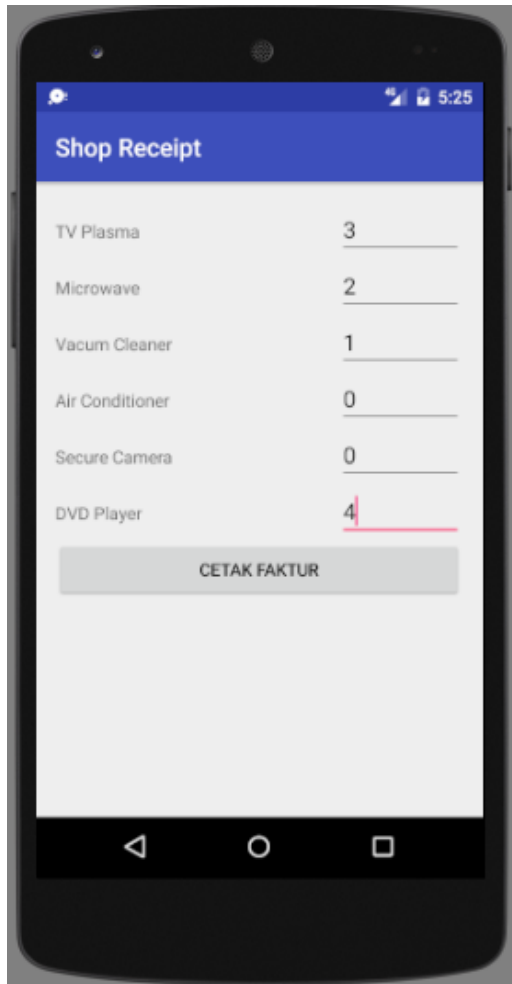 4G 5:25
Shop Receipt
TV Plasma 3
Microwave 2
Vacum Cleaner 1
Air Conditioner 0
Secure Camera 0
DVD Player 4
CETAK FAKTUR